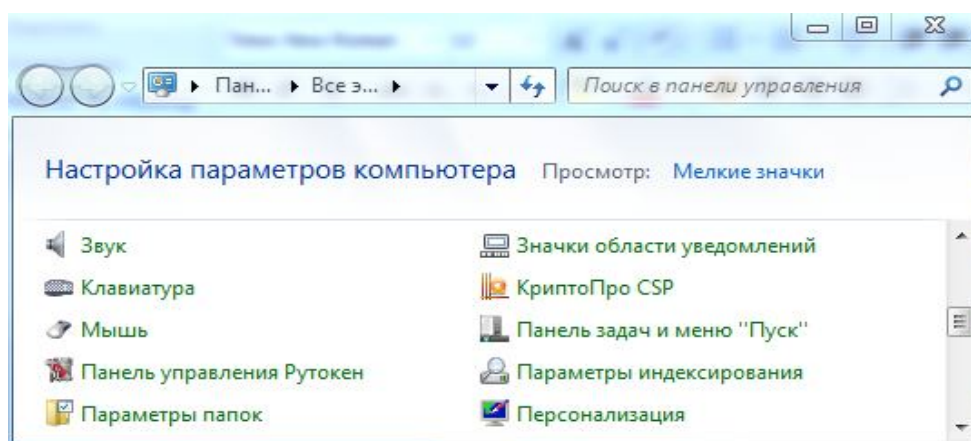 Пан... Все э... Поиск в панели управления
Настройка параметров компьютера Просмотр: Мелкие значки
Звук Значки области уведомлений
Клавиатура КриптоПро CSP
Мышь Панель задач и меню "Пуск"
Панель управления Рутокен Параметры индексирования
Параметры папок Персонализация